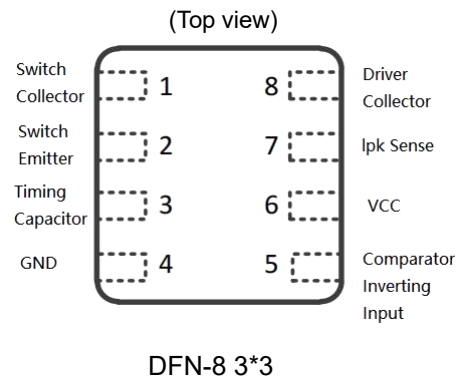 (Top view)
Switch
Collector
1
8
Driver
Collector
Switch
Emitter
2
7
Ipk Sense
Timing
Capacitor
3
6
VCC
GND
4
5
Comparator
Inverting
Input
DFN-8 3*3